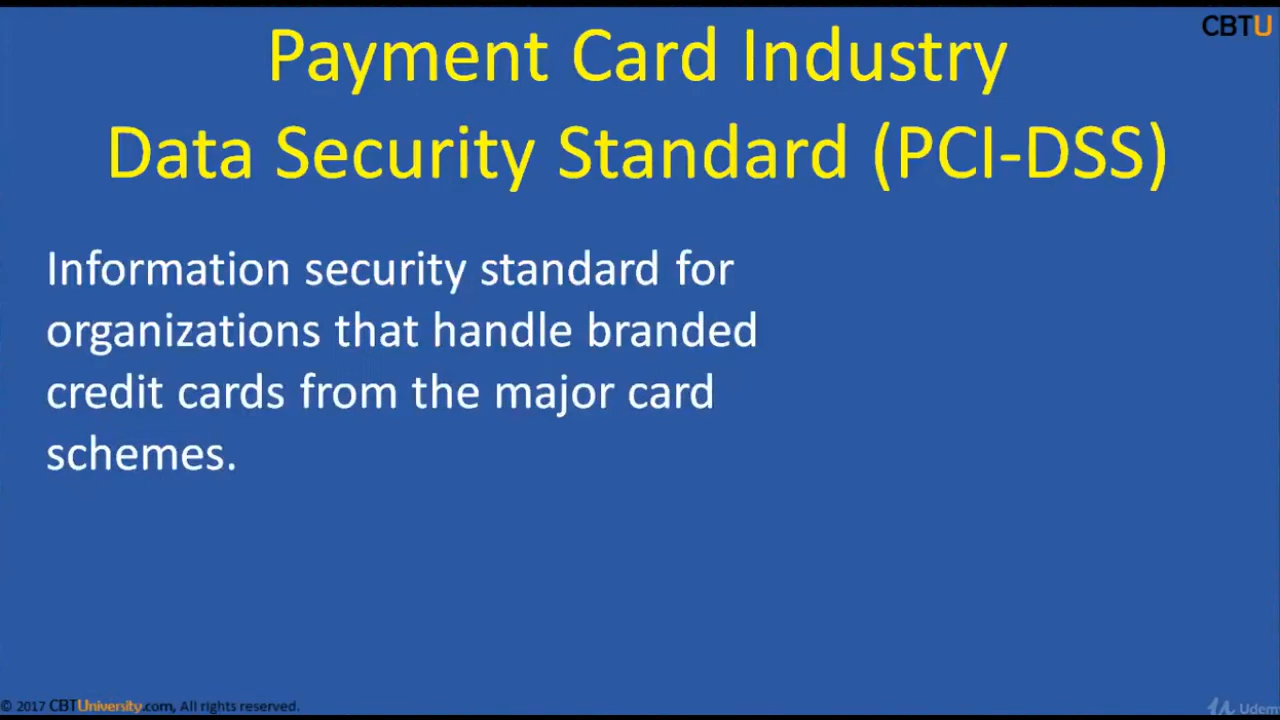 CBTU
Payment Card Industry
Data Security Standard (PCI-DSS)
Information security standard for
organizations that handle branded
credit cards from the major card
schemes.
© 2017 CBTUniversity.com, All rights reserved.
Udem